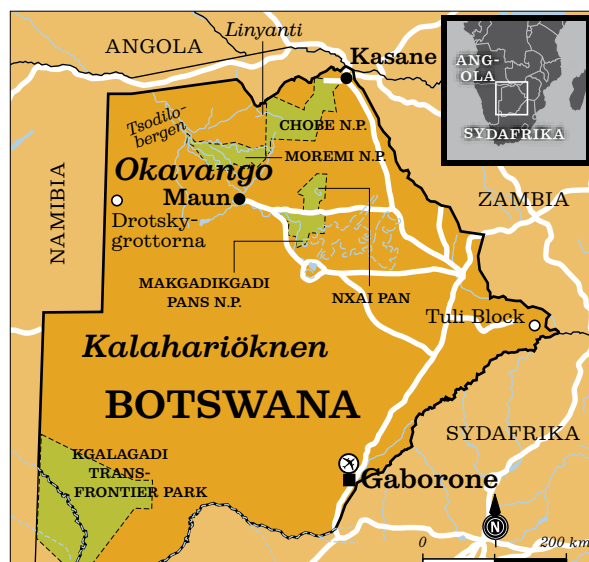 Linyanti
ANGOLA
Kasane
ANG-
OLA
SYDAFRIKA
Tsodilo-
bergen
CHOBE N.P.
MOREMI N.P.
Okavango
NAMIBIA
Maun
ZAMBIA
Drotsky-
grottorna
MAKGADIKGADI
PANS N.P.
NXAI PAN
Tuli Block
Kalahariöknen
BOTSWANA
SYDAFRIKA
KGALAGADI
TRANS-
FRONTIER PARK
Gaborone
N
0
200 km